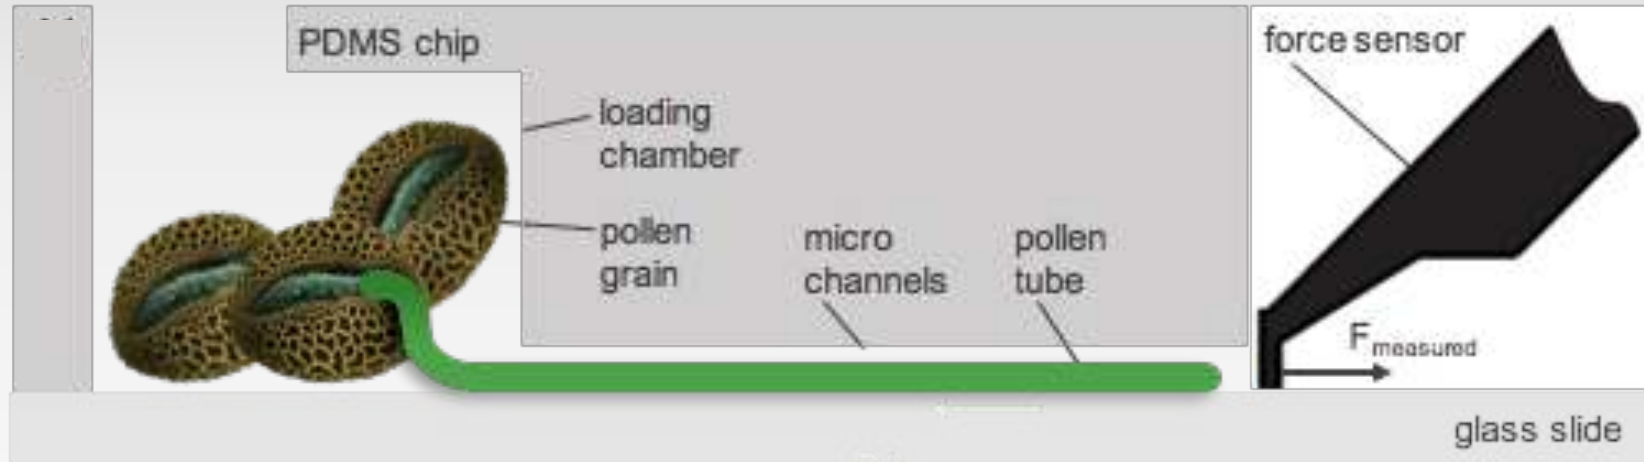 PDMS chip
force sensor
loading
chamber
pollen
grain
micro
channels
pollen
tube
F measured
glass slide